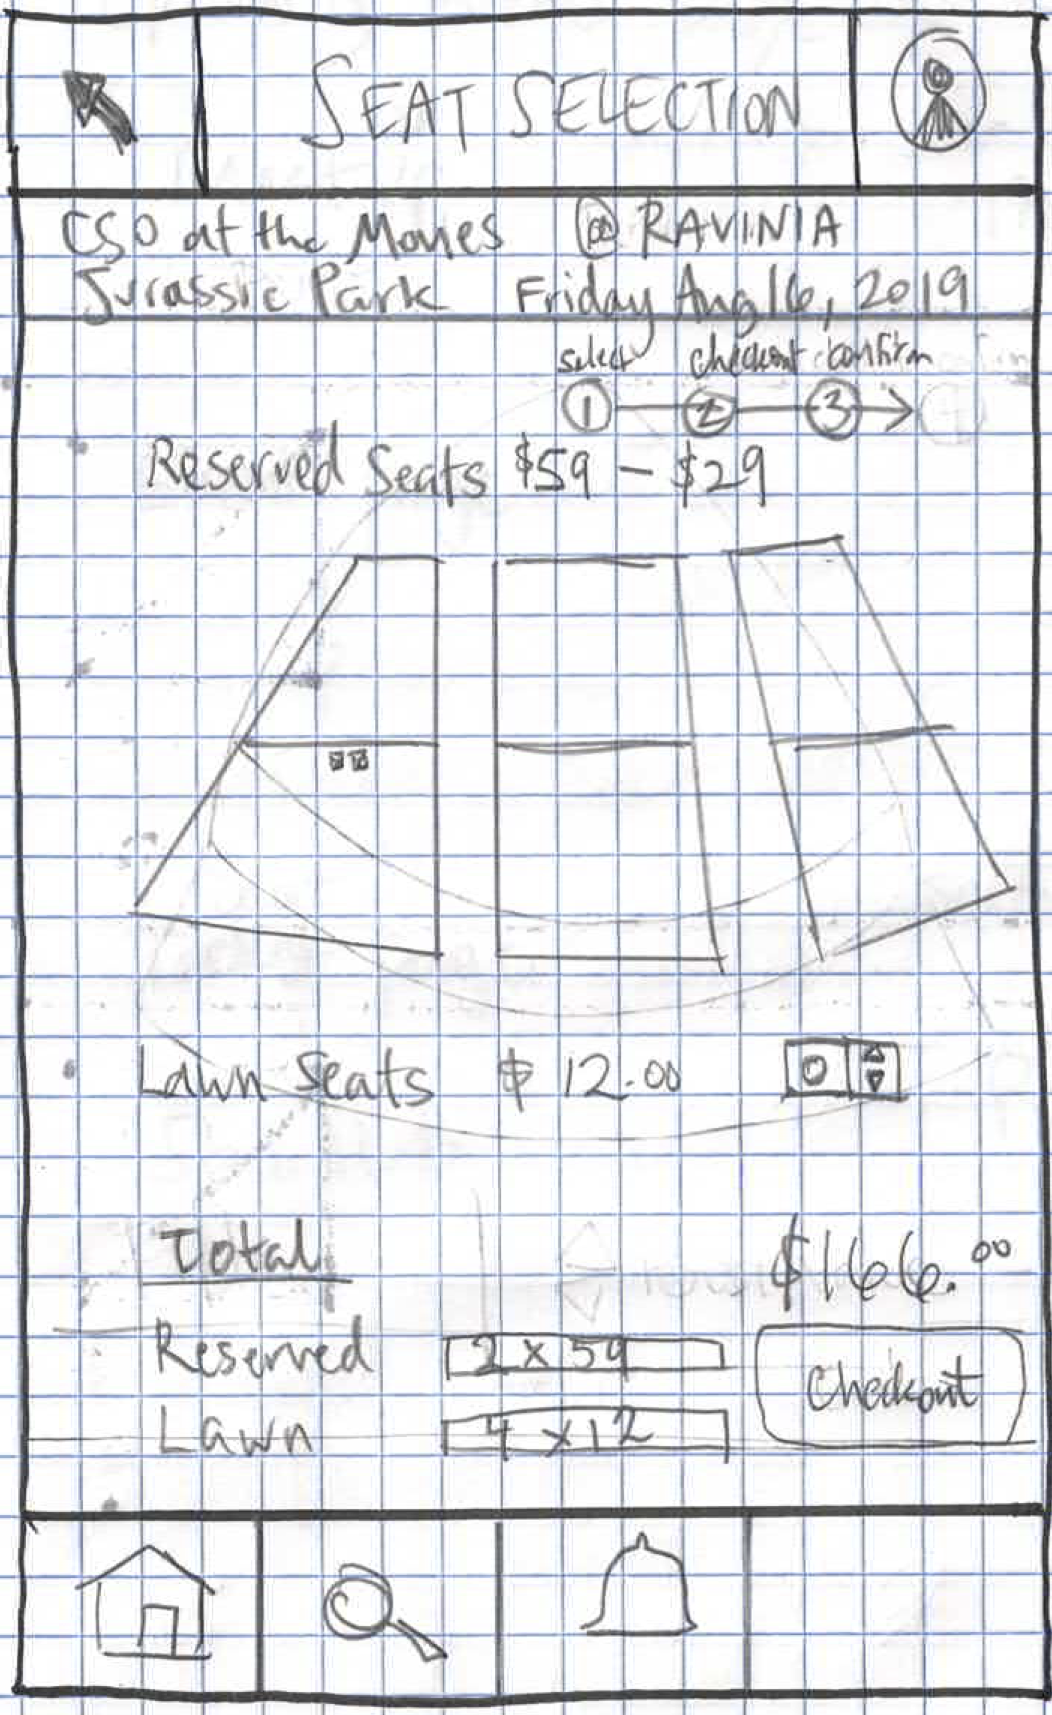 SEAT SELECTION
CSO at the Movies @ RAVINIA
Jurassic Park Friday Aug 16, 2019
select checkout confirm
1 2 3
Reserved Seats $59 - $29
Lawn Seats $ 12.00 0
Total $166.00
Reserved 2 x 59
Checkout
Lawn 4 x 12